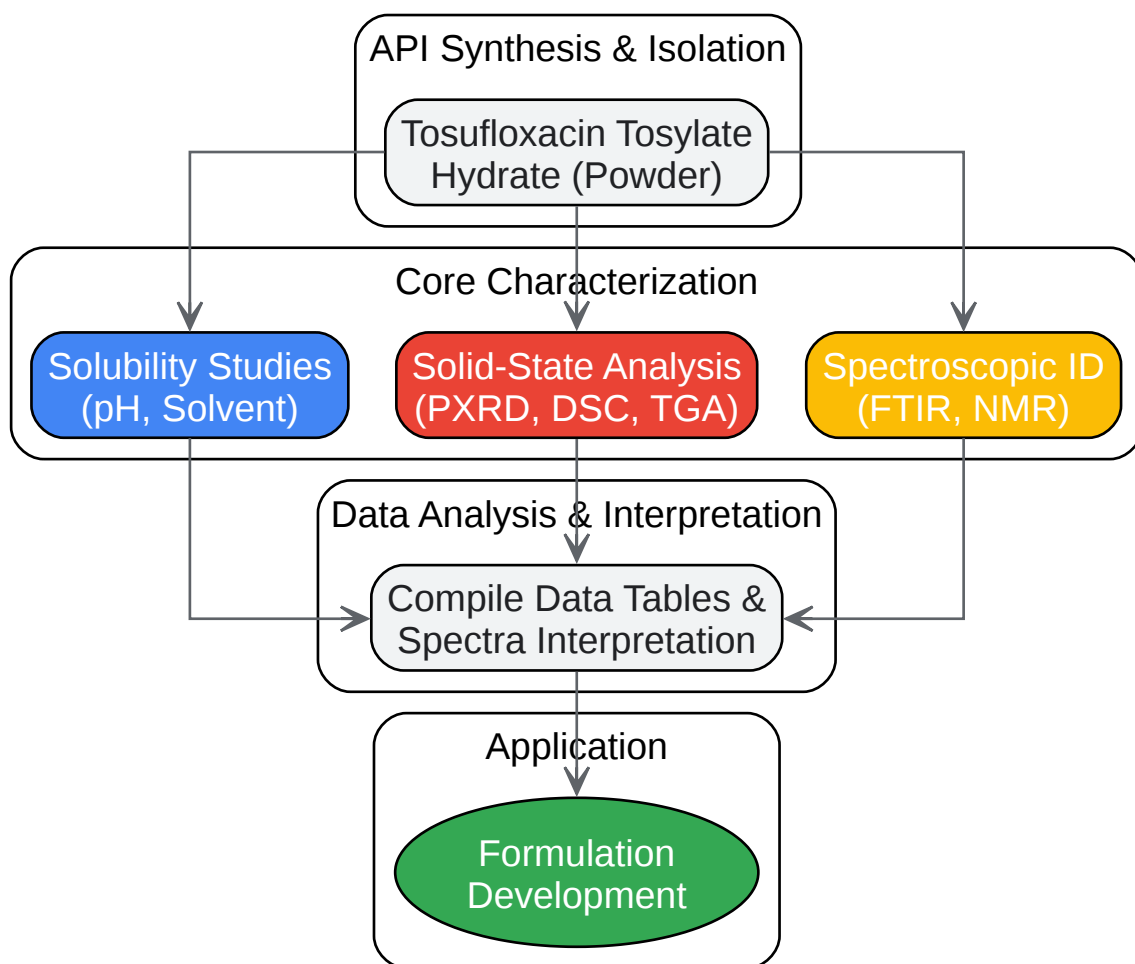 API Synthesis & Isolation
Tosufloxacin Tosylate
Hydrate (Powder)
Core Characterization
Solubility Studies
(pH, Solvent)
Solid-State Analysis
(PXRD, DSC, TGA)
Spectroscopic ID
(FTIR, NMR)
Data Analysis & Interpretation
Compile Data Tables &
Spectra Interpretation
Application
Formulation
Development